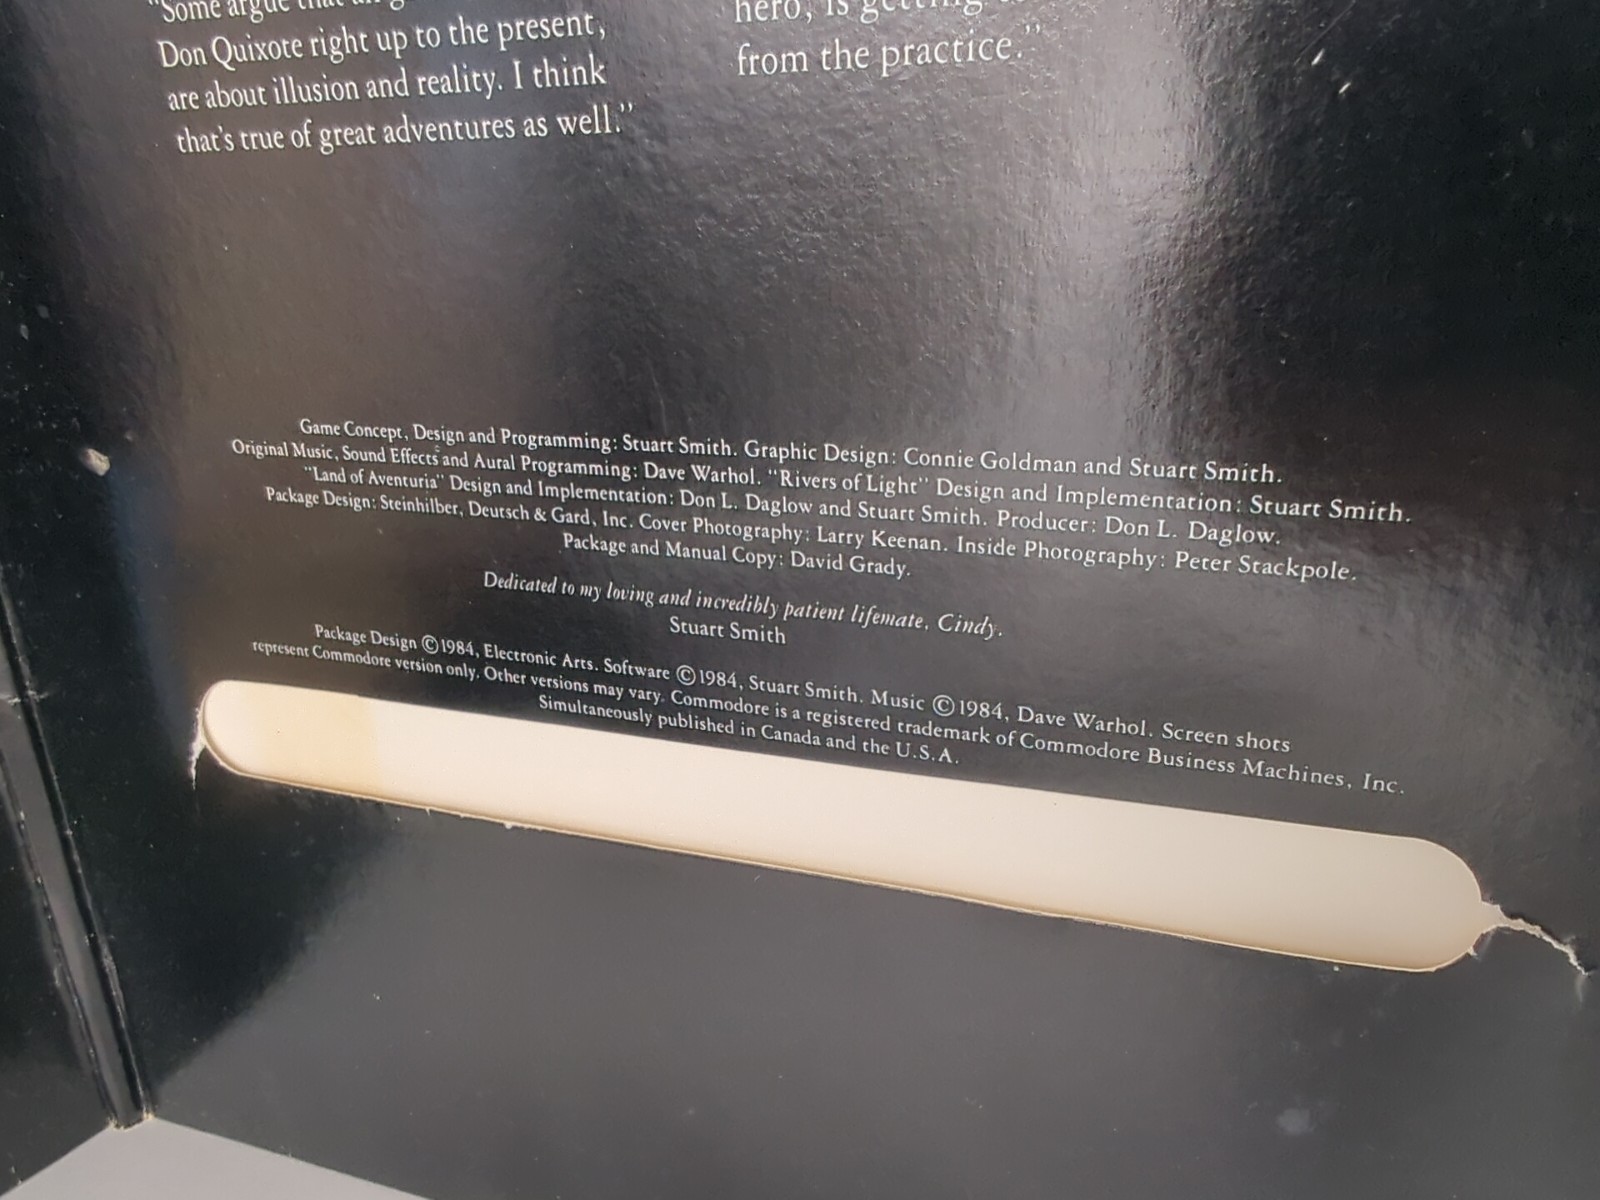 "Some argue that all
Don Quixote right up to the present,
are about illusion and reality. I think
that's true of great adventures as well."
hero, is getting
from the practice."
Game Concept, Design and Programming: Stuart Smith. Graphic Design: Connie Goldman and Stuart Smith.
Original Music, Sound Effects and Aural Programming: Dave Warhol. "Rivers of Light" Design and Implementation: Stuart Smith.
"Land of Aventuria" Design and Implementation: Don L. Daglow and Stuart Smith. Producer: Don L. Daglow.
Package Design: Steinhilber, Deutsch & Gard, Inc. Cover Photography: Larry Keenan. Inside Photography: Peter Stackpole.
Package and Manual Copy: David Grady.
Dedicated to my loving and incredibly patient lifemate, Cindy.
Stuart Smith
Package Design ©1984, Electronic Arts. Software ©1984, Stuart Smith. Music ©1984, Dave Warhol. Screen shots
represent Commodore version only. Other versions may vary. Commodore is a registered trademark of Commodore Business Machines, Inc.
Simultaneously published in Canada and the U.S.A.